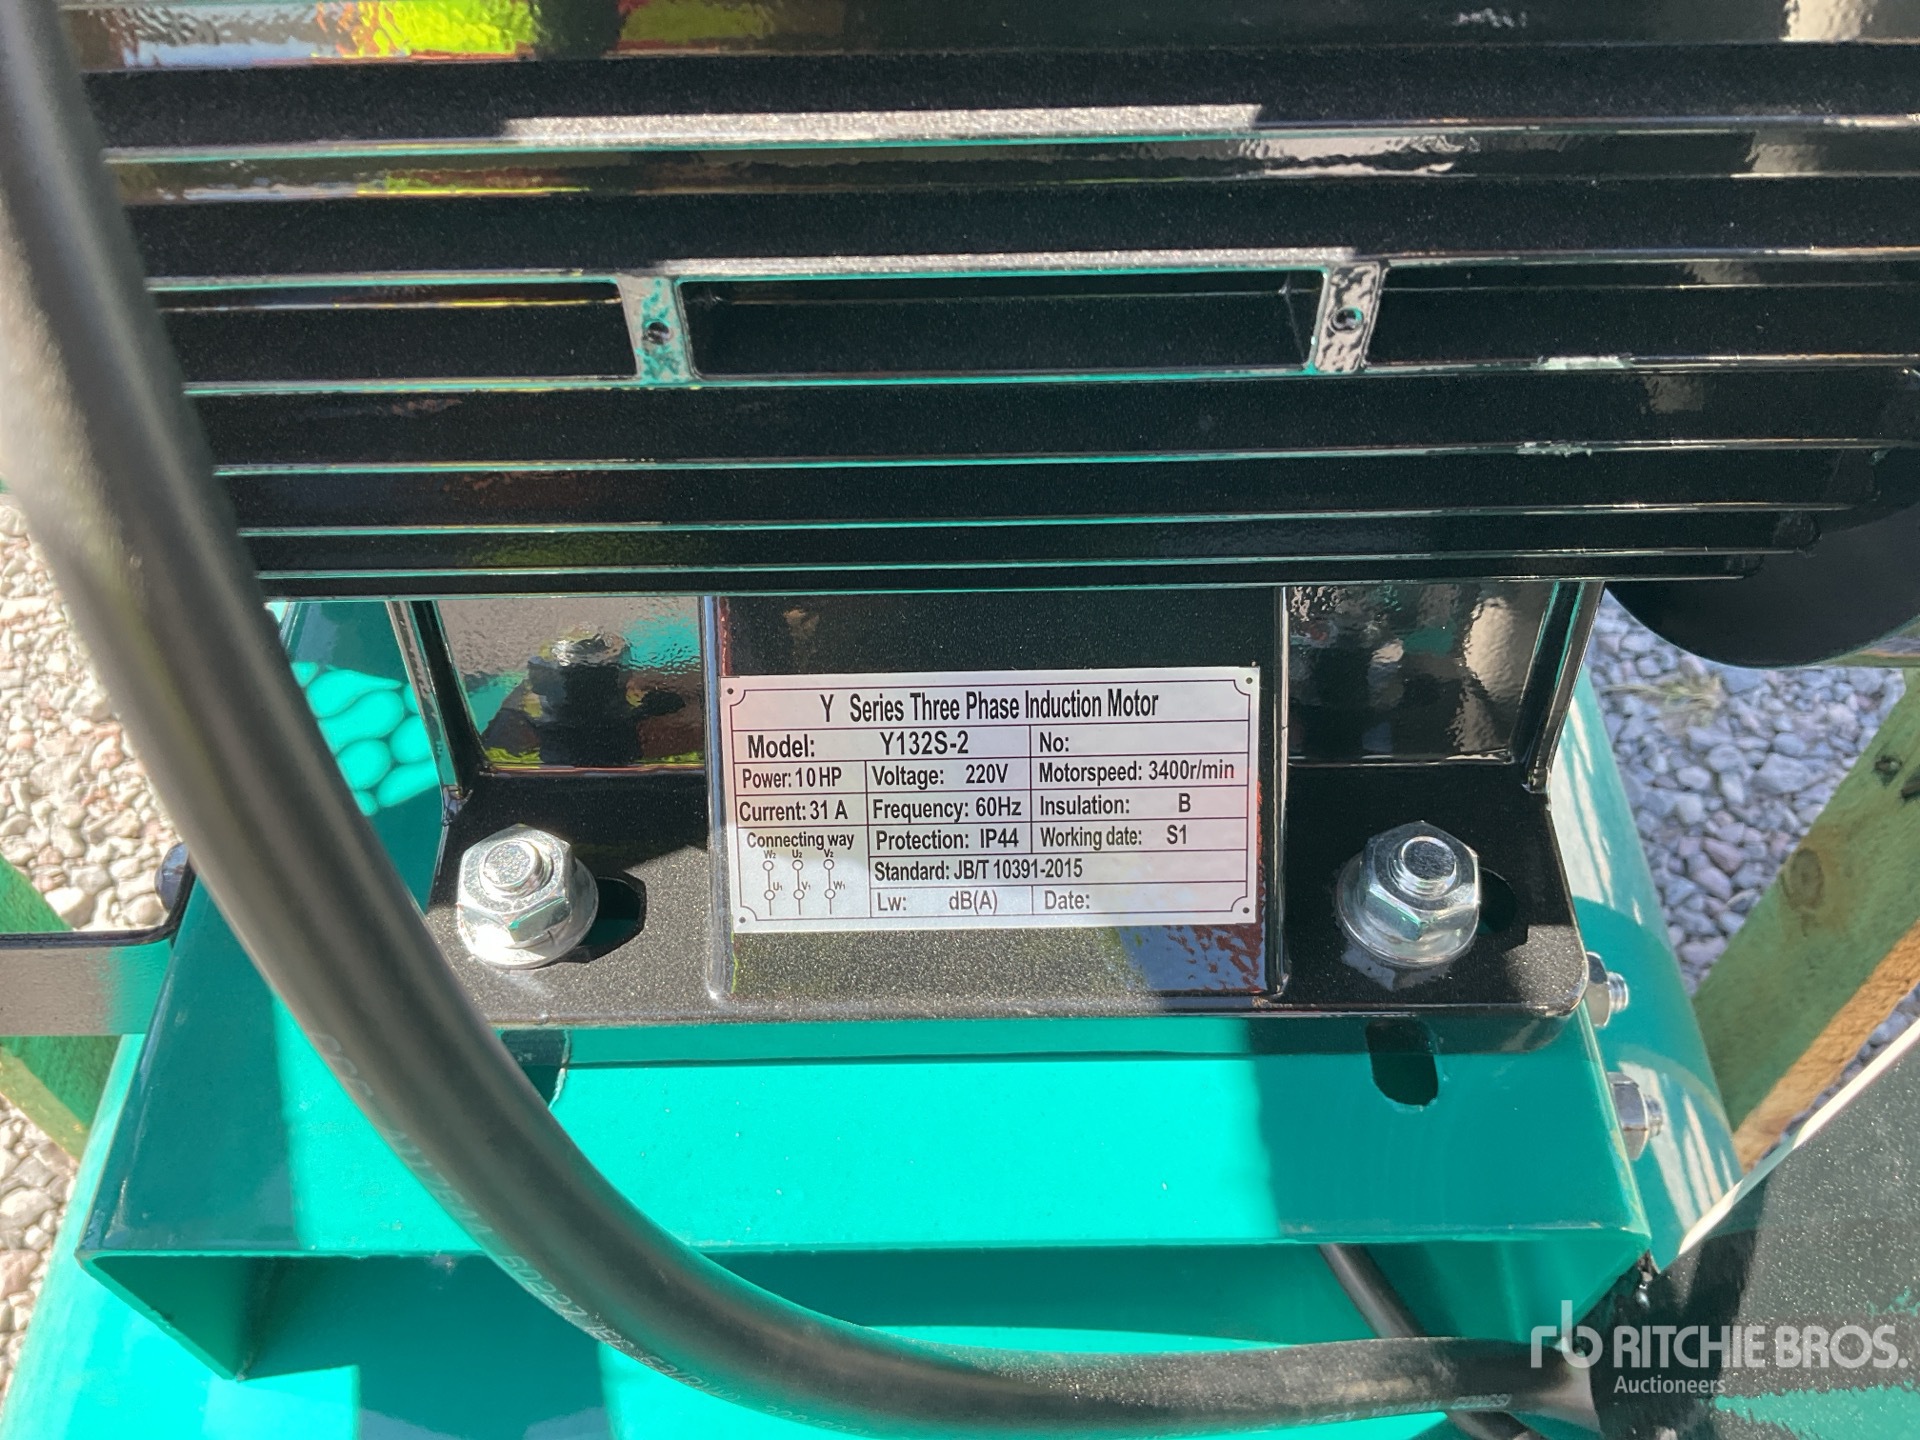 Y Series Three Phase Induction Motor
Model: Y132S-2 No:
Power: 10 HP Voltage: 220V Motorspeed: 3400r/min
Current: 31 A Frequency: 60Hz Insulation: B
Connecting way Protection: IP44 Working date: S1
W2 U2 V2
U1 V1 W1
Standard: JB/T 10391-2015
Lw: dB(A) Date:
rb RITCHIE BROS.
Auctioneers